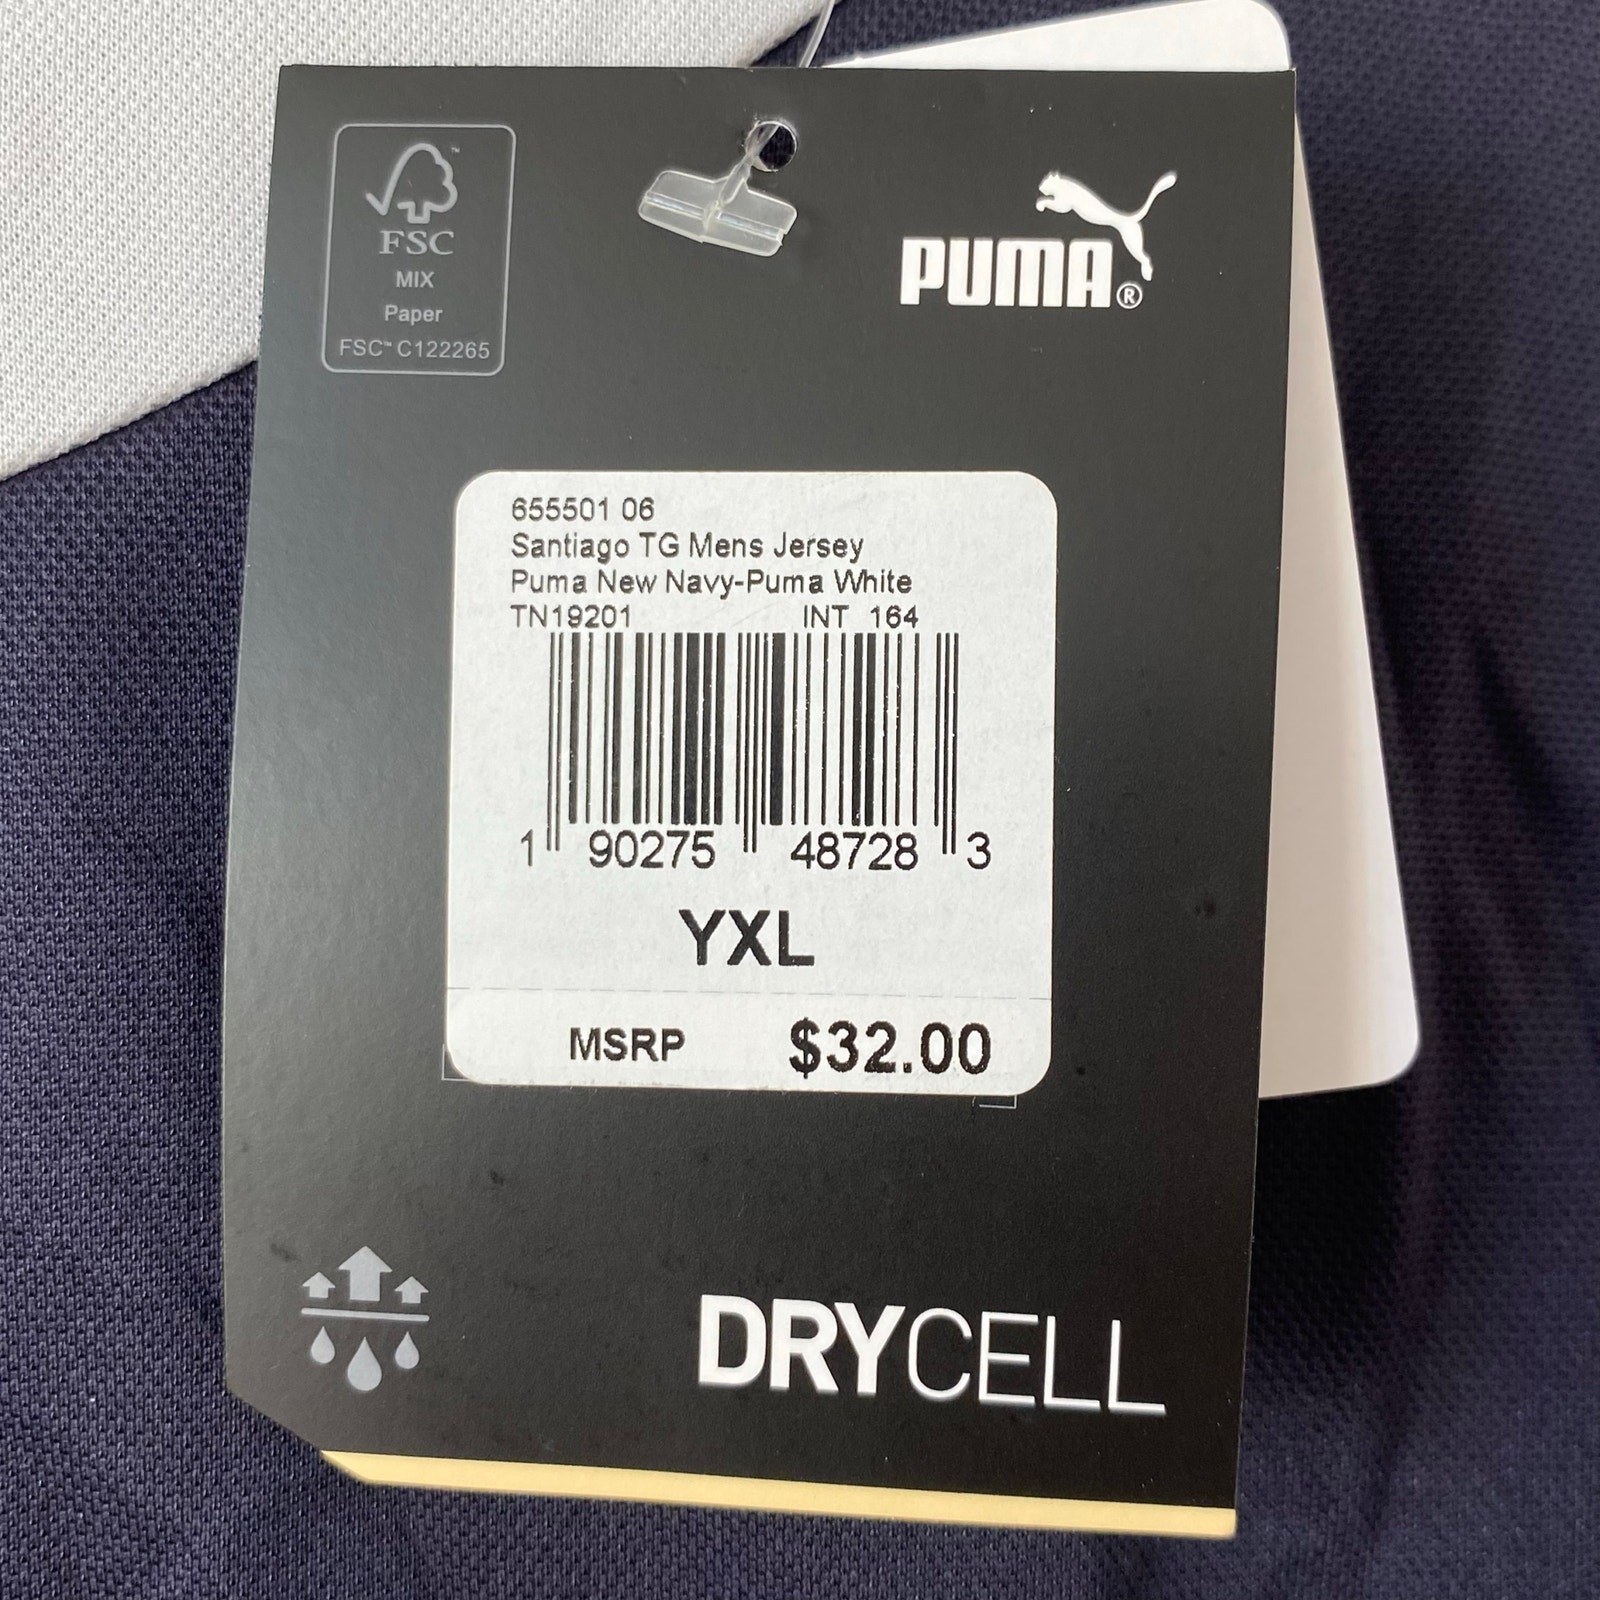 FSC
MIX
Paper
FSC™ C122265
PUMA®
655501 06
Santiago TG Mens Jersey
Puma New Navy-Puma White
TN19201 INT 164
1 90275 48728 3
YXL
MSRP $32.00
DRYCELL